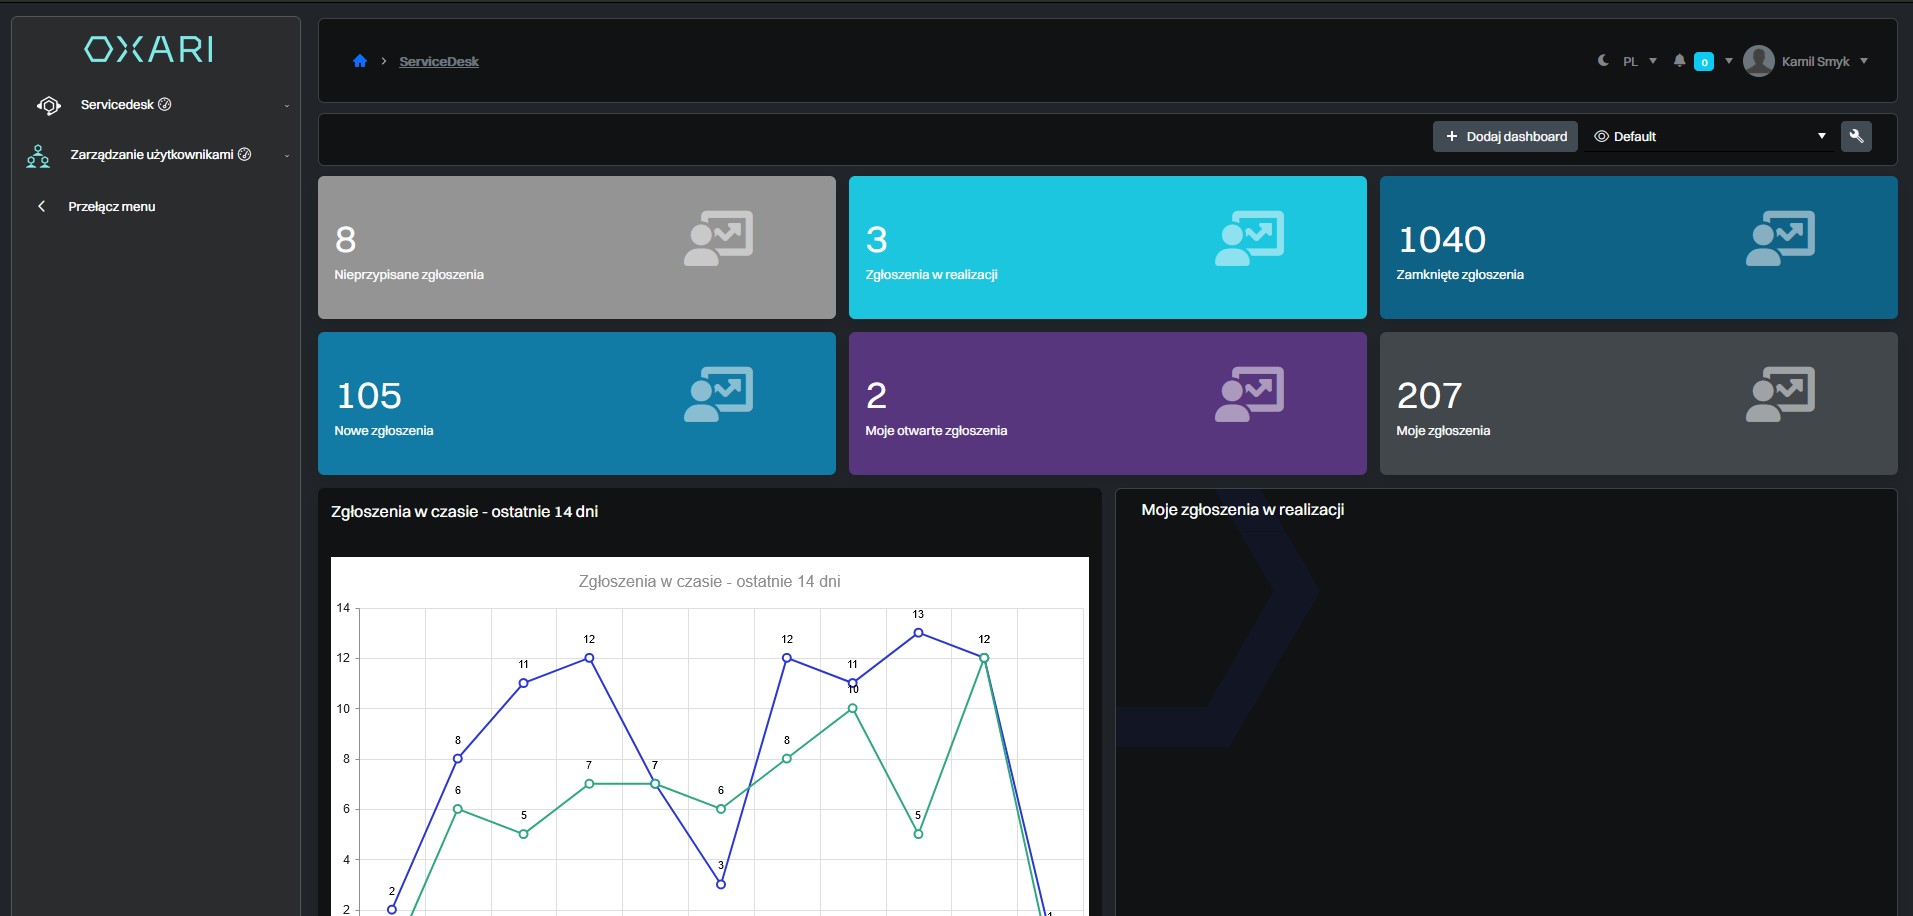 OXARI
Servicedesk
Zarządzanie użytkownikami
Przełącz menu
ServiceDesk
PL
0
Kamil Smyk
+ Dodaj dashboard
Default
8
Nieprzypisane zgłoszenia
3
Zgłoszenia w realizacji
1040
Zamknięte zgłoszenia
105
Nowe zgłoszenia
2
Moje otwarte zgłoszenia
207
Moje zgłoszenia
Zgłoszenia w czasie - ostatnie 14 dni
Zgłoszenia w czasie - ostatnie 14 dni
14
12
10
8
6
4
2
2
8
11
12
7
3
12
11
13
12
6
5
7
6
8
10
5
1
Moje zgłoszenia w realizacji